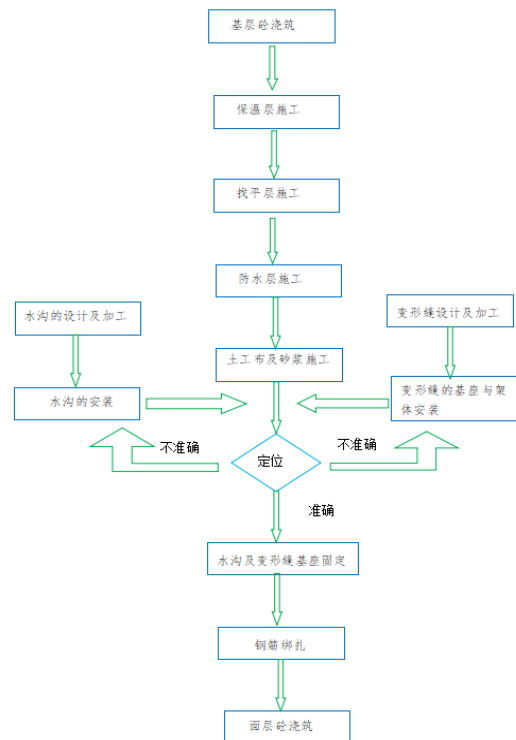 基层砼浇筑
保温层施工
找平层施工
防水层施工
水沟的设计及加工
变形缝设计及加工
土工布及砂浆施工
水沟的安装
变形缝的基座与架
体安装
不准确
不准确
定位
准确
水沟及变形缝基座固定
钢筋绑扎
面层砼浇筑